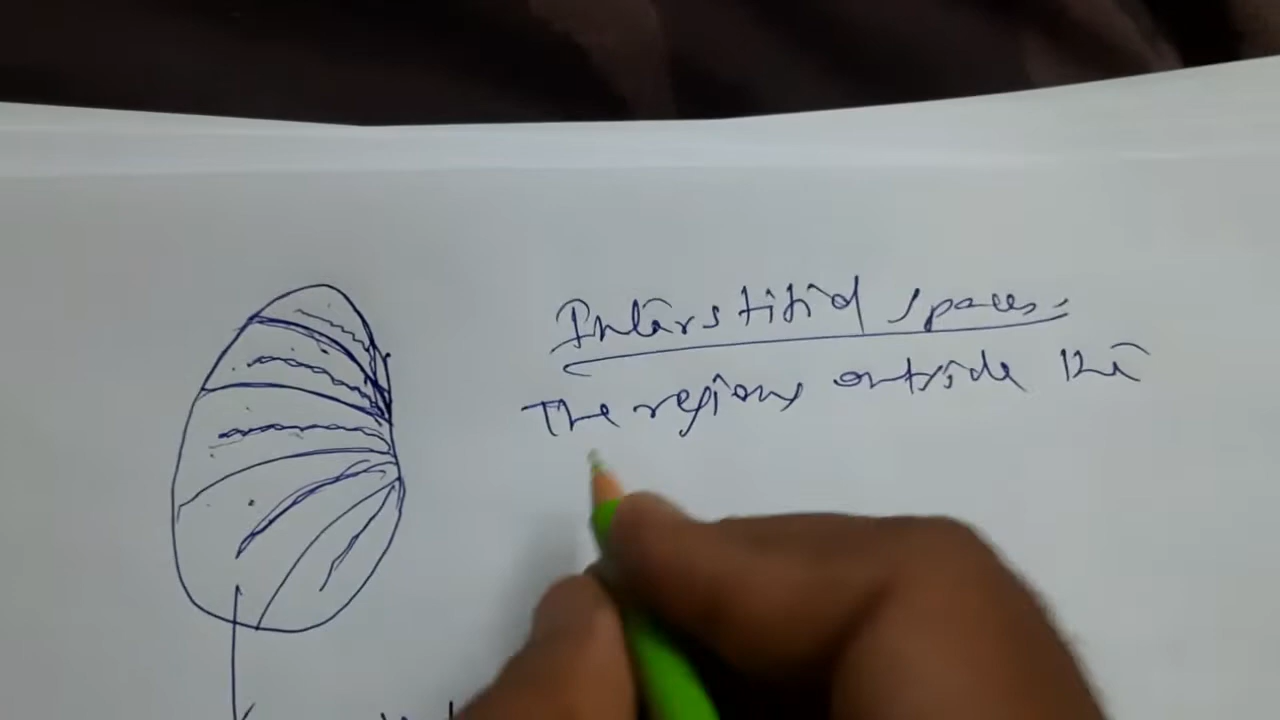 Interstitial spaces:
The regions outside the